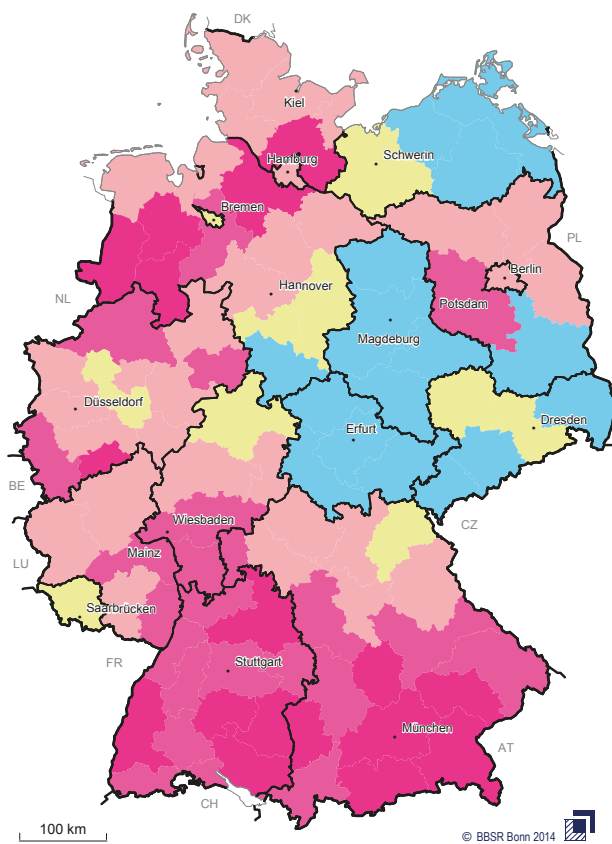 DK
Kiel
Hamburg
Schwerin
Bremen
PL
Berlin
NL
Hannover
Potsdam
Magdeburg
Düsseldorf
Dresden
Erfurt
BE
Wiesbaden
CZ
Mainz
LU
Saarbrücken
FR
Stuttgart
München
AT
CH
100 km
© BBSR Bonn 2014